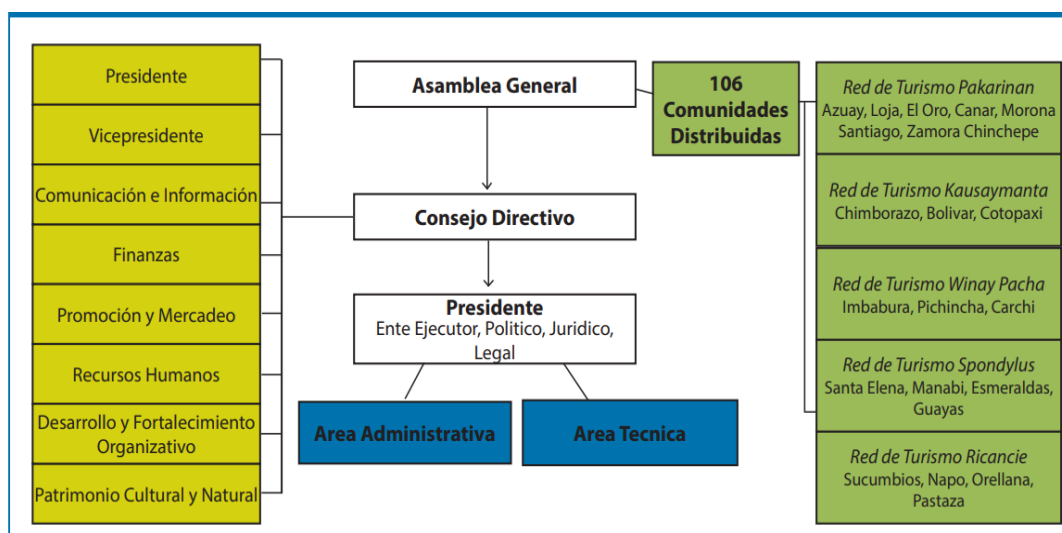 Presidente
Vicepresidente
Comunicación e Información
Finanzas
Promoción y Mercadeo
Recursos Humanos
Desarrollo y Fortalecimiento
Organizativo
Patrimonio Cultural y Natural
Asamblea General
Consejo Directivo
Presidente
Ente Ejecutor, Politico, Juridico,
Legal
Area Administrativa
Area Tecnica
106
Comunidades
Distribuidas
Red de Turismo Pakarinan
Azuay, Loja, El Oro, Canar, Morona
Santiago, Zamora Chinchepe
Red de Turismo Kausaymanta
Chimborazo, Bolivar, Cotopaxi
Red de Turismo Winay Pacha
Imbabura, Pichincha, Carchi
Red de Turismo Spondylus
Santa Elena, Manabi, Esmeraldas,
Guayas
Red de Turismo Ricancie
Sucumbios, Napo, Orellana,
Pastaza